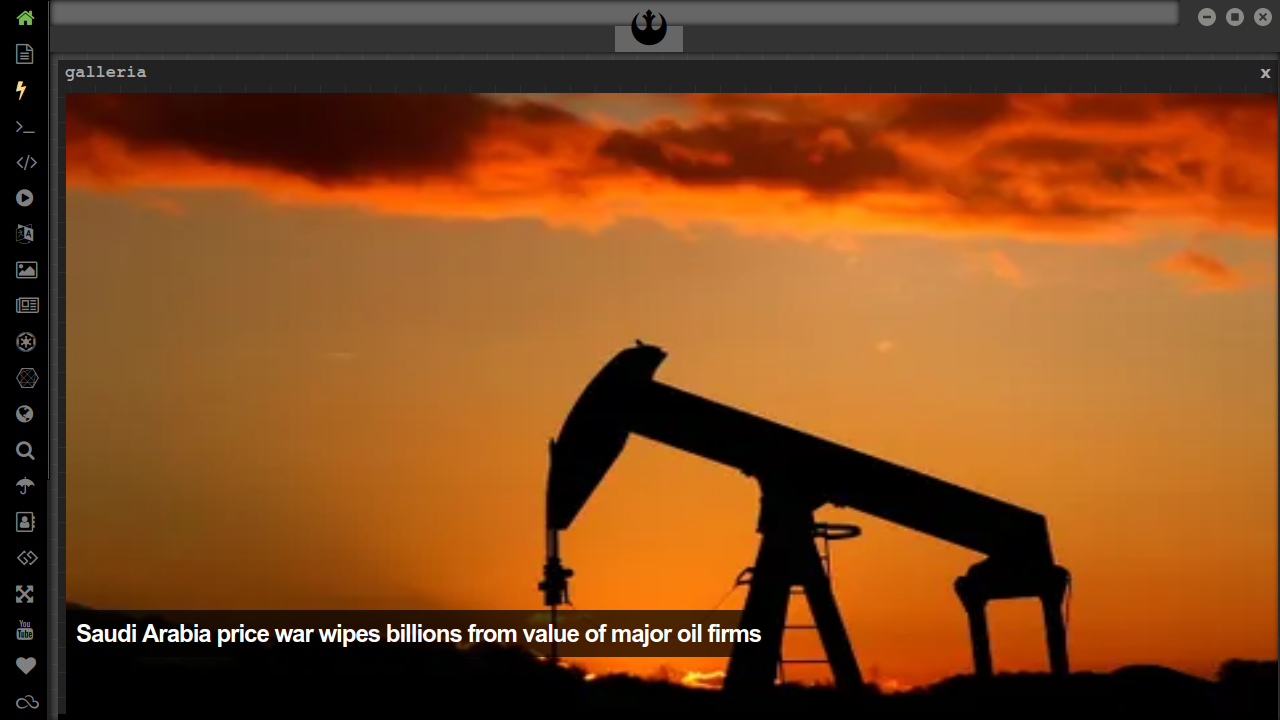 galleria
x
Saudi Arabia price war wipes billions from value of major oil firms
You
Tube